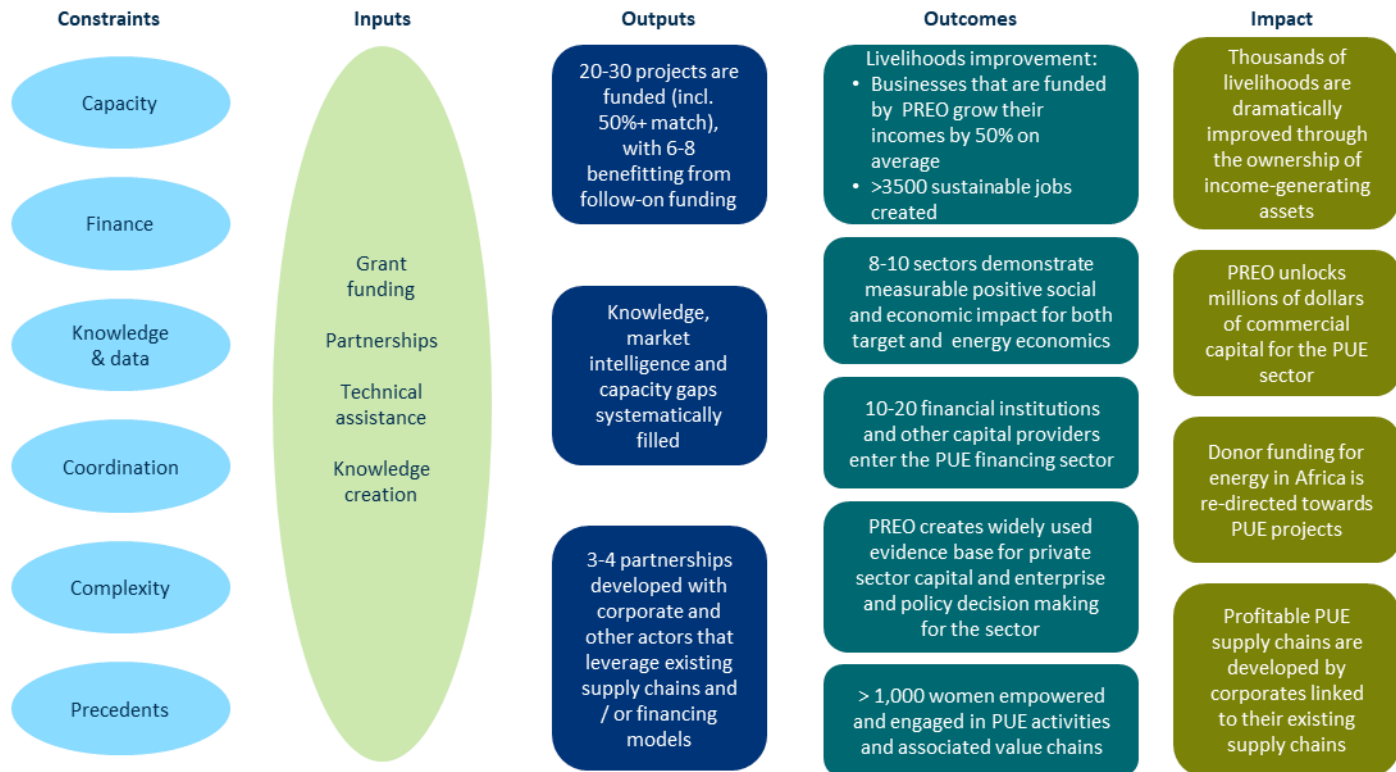 Constraints
Capacity
Finance
Knowledge
& data
Coordination
Complexity
Precedents
Inputs
Grant
funding
Partnerships
Technical
assistance
Knowledge
creation
Outputs
20-30 projects are
funded (incl.
50%+ match),
with 6-8
benefitting from
follow-on funding
Knowledge,
market
intelligence and
capacity gaps
systematically
filled
3-4 partnerships
developed with
corporate and
other actors that
leverage existing
supply chains and
/ or financing
models
Outcomes
Livelihoods improvement:
• Businesses that are funded
by PREO grow their
incomes by 50% on
average
• >3500 sustainable jobs
created
8-10 sectors demonstrate
measurable positive social
and economic impact for both
target and energy economics
10-20 financial institutions
and other capital providers
enter the PUE financing sector
PREO creates widely used
evidence base for private
sector capital and enterprise
and policy decision making
for the sector
> 1,000 women empowered
and engaged in PUE activities
and associated value chains
Impact
Thousands of
livelihoods are
dramatically
improved through
the ownership of
income-generating
assets
PREO unlocks
millions of dollars
of commercial
capital for the PUE
sector
Donor funding for
energy in Africa is
re-directed towards
PUE projects
Profitable PUE
supply chains are
developed by
corporates linked
to their existing
supply chains